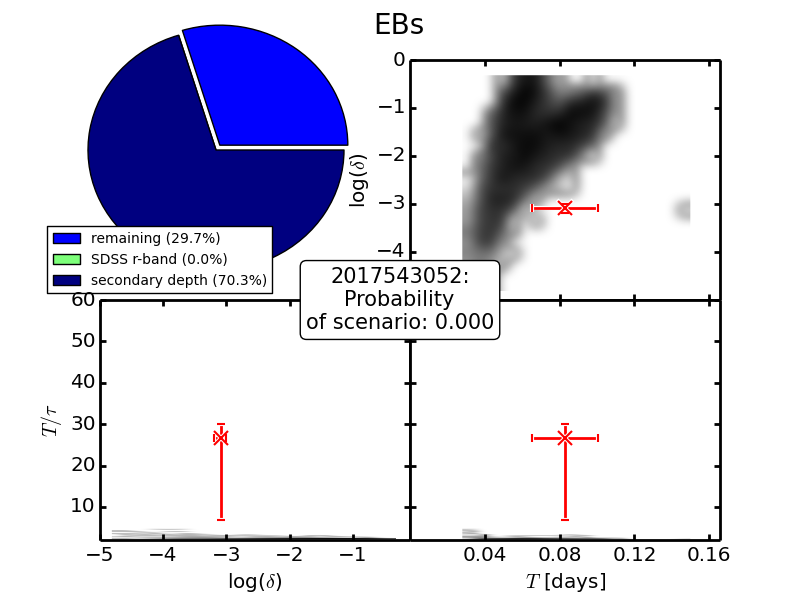 EBs
remaining (29.7%)
SDSS r-band (0.0%)
secondary depth (70.3%)
0
−1
−2
−3
−4
log(δ)
2017543052:
Probability
of scenario: 0.000
60
50
40
30
20
10
T/τ
−5 −4 −3 −2 −1
log(δ)
0.04 0.08 0.12 0.16
T [days]